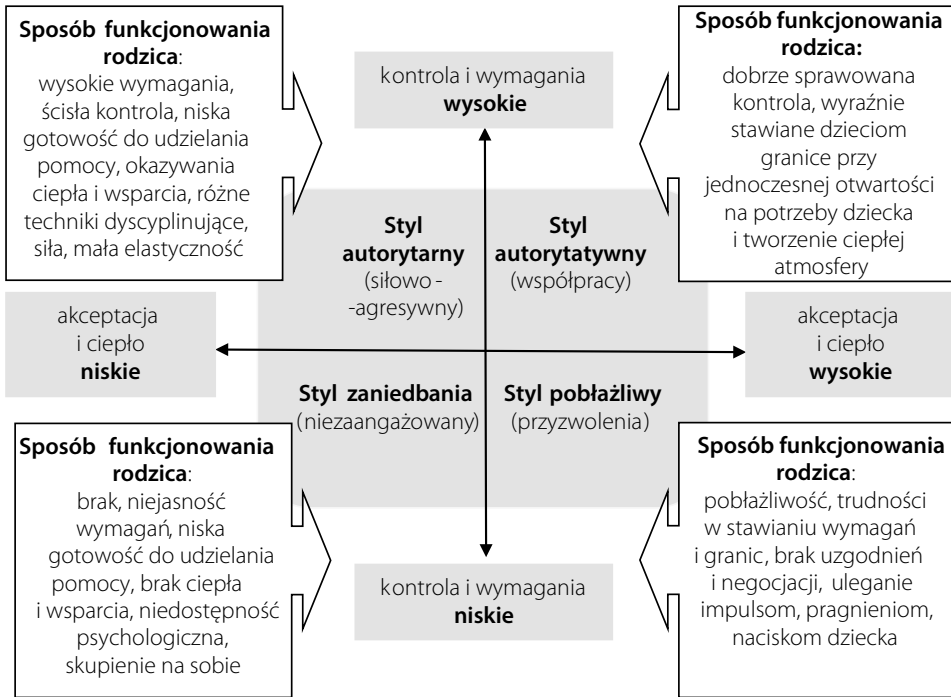 Sposób funkcjonowania
rodzica:
wysokie wymagania,
ścisła kontrola, niska
gotowość do udzielania
pomocy, okazywania
ciepła i wsparcia, różne
techniki dyscyplinujące,
siła, mała elastyczność
kontrola i wymagania
wysokie
Sposób funkcjonowania
rodzica:
dobrze sprawowana
kontrola, wyraźnie
stawiane dzieciom
granice przy
jednoczesnej otwartości
na potrzeby dziecka
i tworzenie ciepłej
atmosfery
Styl
autorytarny
(siłowo -
-agresywny)
Styl
autorytatywny
(współpracy)
akceptacja
i ciepło
niskie
akceptacja
i ciepło
wysokie
Styl zaniedbania
(niezaangażowany)
Styl pobłażliwy
(przyzwolenia)
Sposób funkcjonowania
rodzica:
brak, niejasność
wymagań, niska
gotowość do udzielania
pomocy, brak ciepła
i wsparcia, niedostępność
psychologiczna,
skupienie na sobie
kontrola i wymagania
niskie
Sposób funkcjonowania
rodzica:
pobłażliwość, trudności
w stawianiu wymagań
i granic, brak uzgodnień
i negocjacji, uleganie
impulsom, pragnieniom,
naciskom dziecka